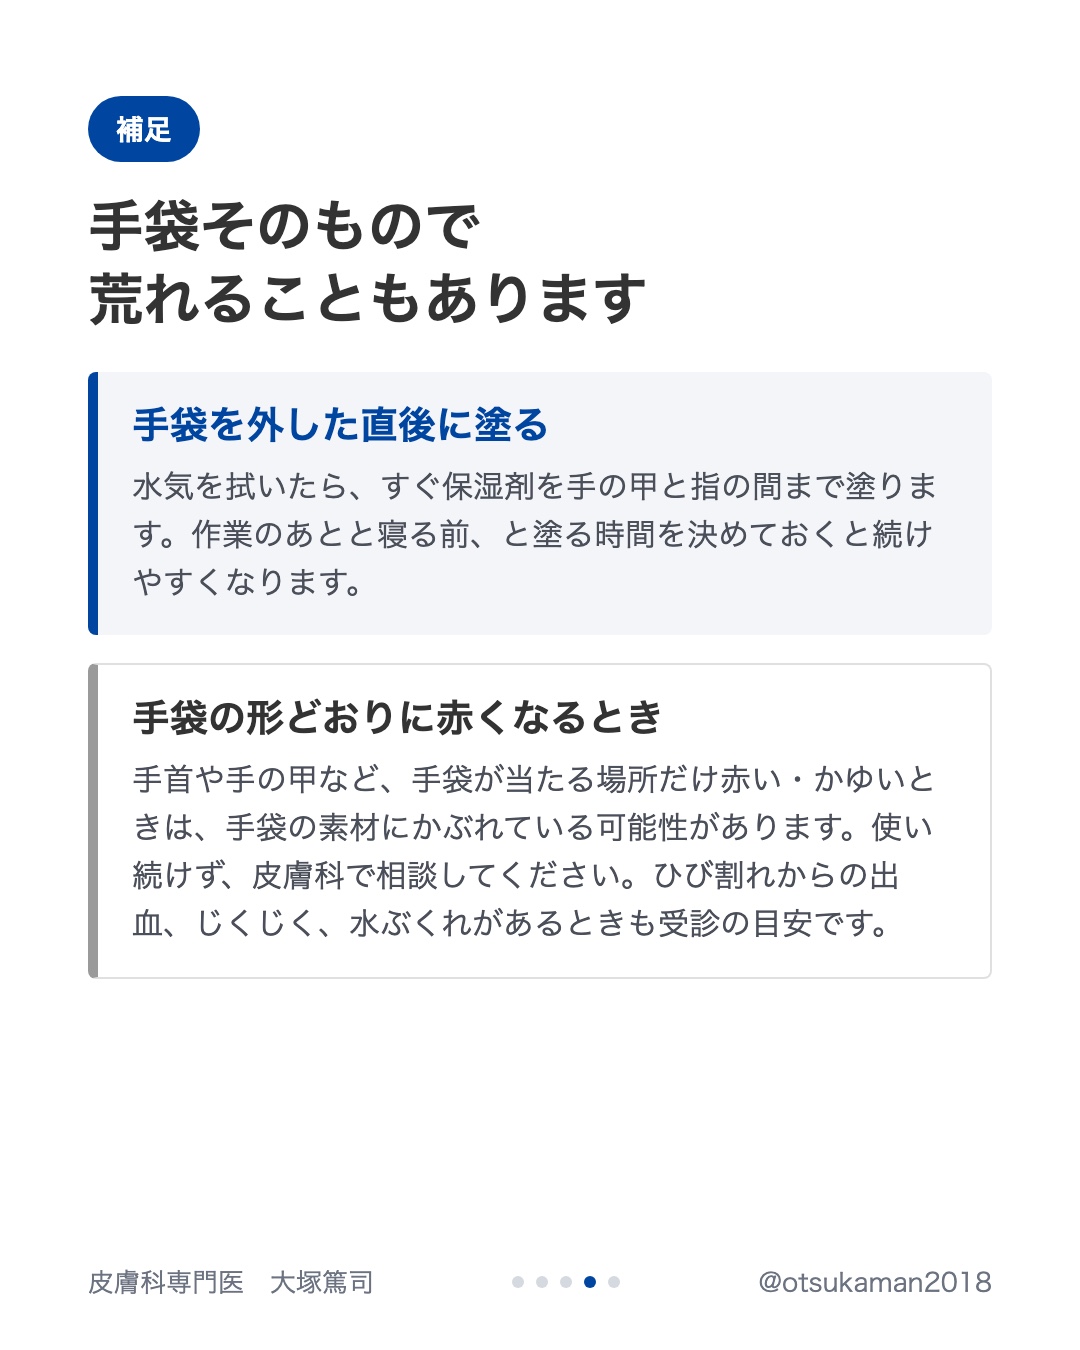 補足
手袋そのもので
荒れることもあります
手袋を外した直後に塗る
水気を拭いたら、すぐ保湿剤を手の甲と指の間まで塗りま
す。作業のあとと寝る前、と塗る時間を決めておくと続け
やすくなります。
手袋の形どおりに赤くなるとき
手首や手の甲など、手袋が当たる場所だけ赤い・かゆいと
きは、手袋の素材にかぶれている可能性があります。使い
続けず、皮膚科で相談してください。ひび割れからの出
血、じくじく、水ぶくれがあるときも受診の目安です。
皮膚科専門医　大塚篤司
@otsukaman2018